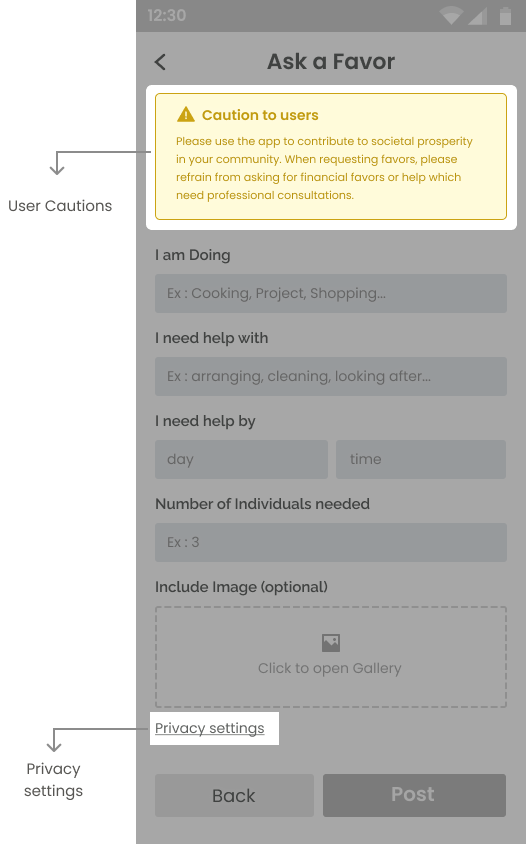 12:30
Ask a Favor
Caution to users
Please use the app to contribute to societal prosperity
in your community. When requesting favors, please
refrain from asking for financial favors or help which
need professional consultations.
User Cautions
I am Doing
Ex : Cooking, Project, Shopping...
I need help with
Ex : arranging, cleaning, looking after...
I need help by
day
time
Number of Individuals needed
Ex : 3
Include Image (optional)
Click to open Gallery
Privacy settings
Privacy
settings
Back
Post